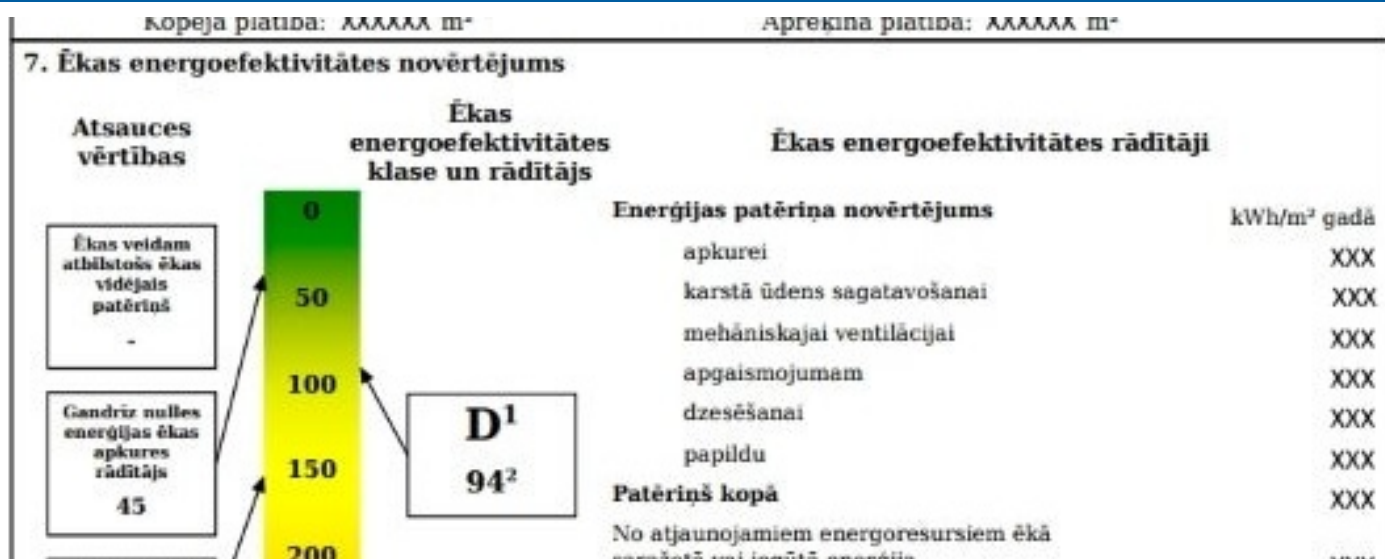 Kopējā platība: XXXXXX m²
Aprēķina platība: XXXXXX m²
7. Ēkas energoefektivitātes novērtējums
Atsauces
vērtības
Ēkas
energoefektivitātes
klase un rādītājs
Ēkas energoefektivitātes rādītāji
Ēkas veidam
atbilstošs ēkas
vidējais
patēriņš
-
Gandrīz nulles
enerģijas ēkas
apkures
rādītājs
45
0
50
100
150
200
D¹
94²
Enerģijas patēriņa novērtējums kWh/m² gadā
apkurei XXX
karstā ūdens sagatavošanai XXX
mehāniskajai ventilācijai XXX
apgaismojumam XXX
dzesēšanai XXX
papildu XXX
Patēriņš kopā XXX
No atjaunojamiem energoresursiem ēkā